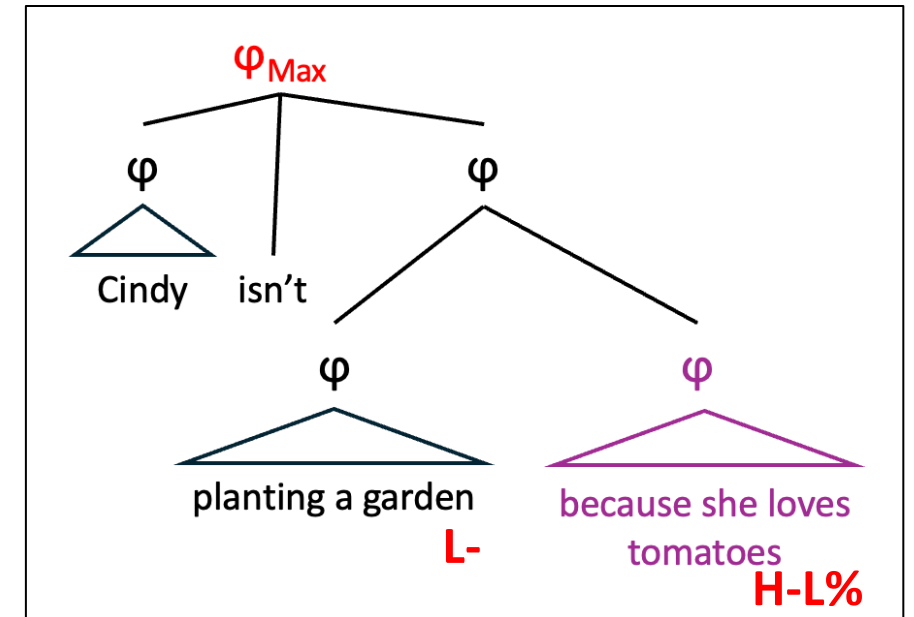 φMax
φ φ
Cindy isn’t
φ φ
planting a garden because she loves
tomatoes
L-
H-L%